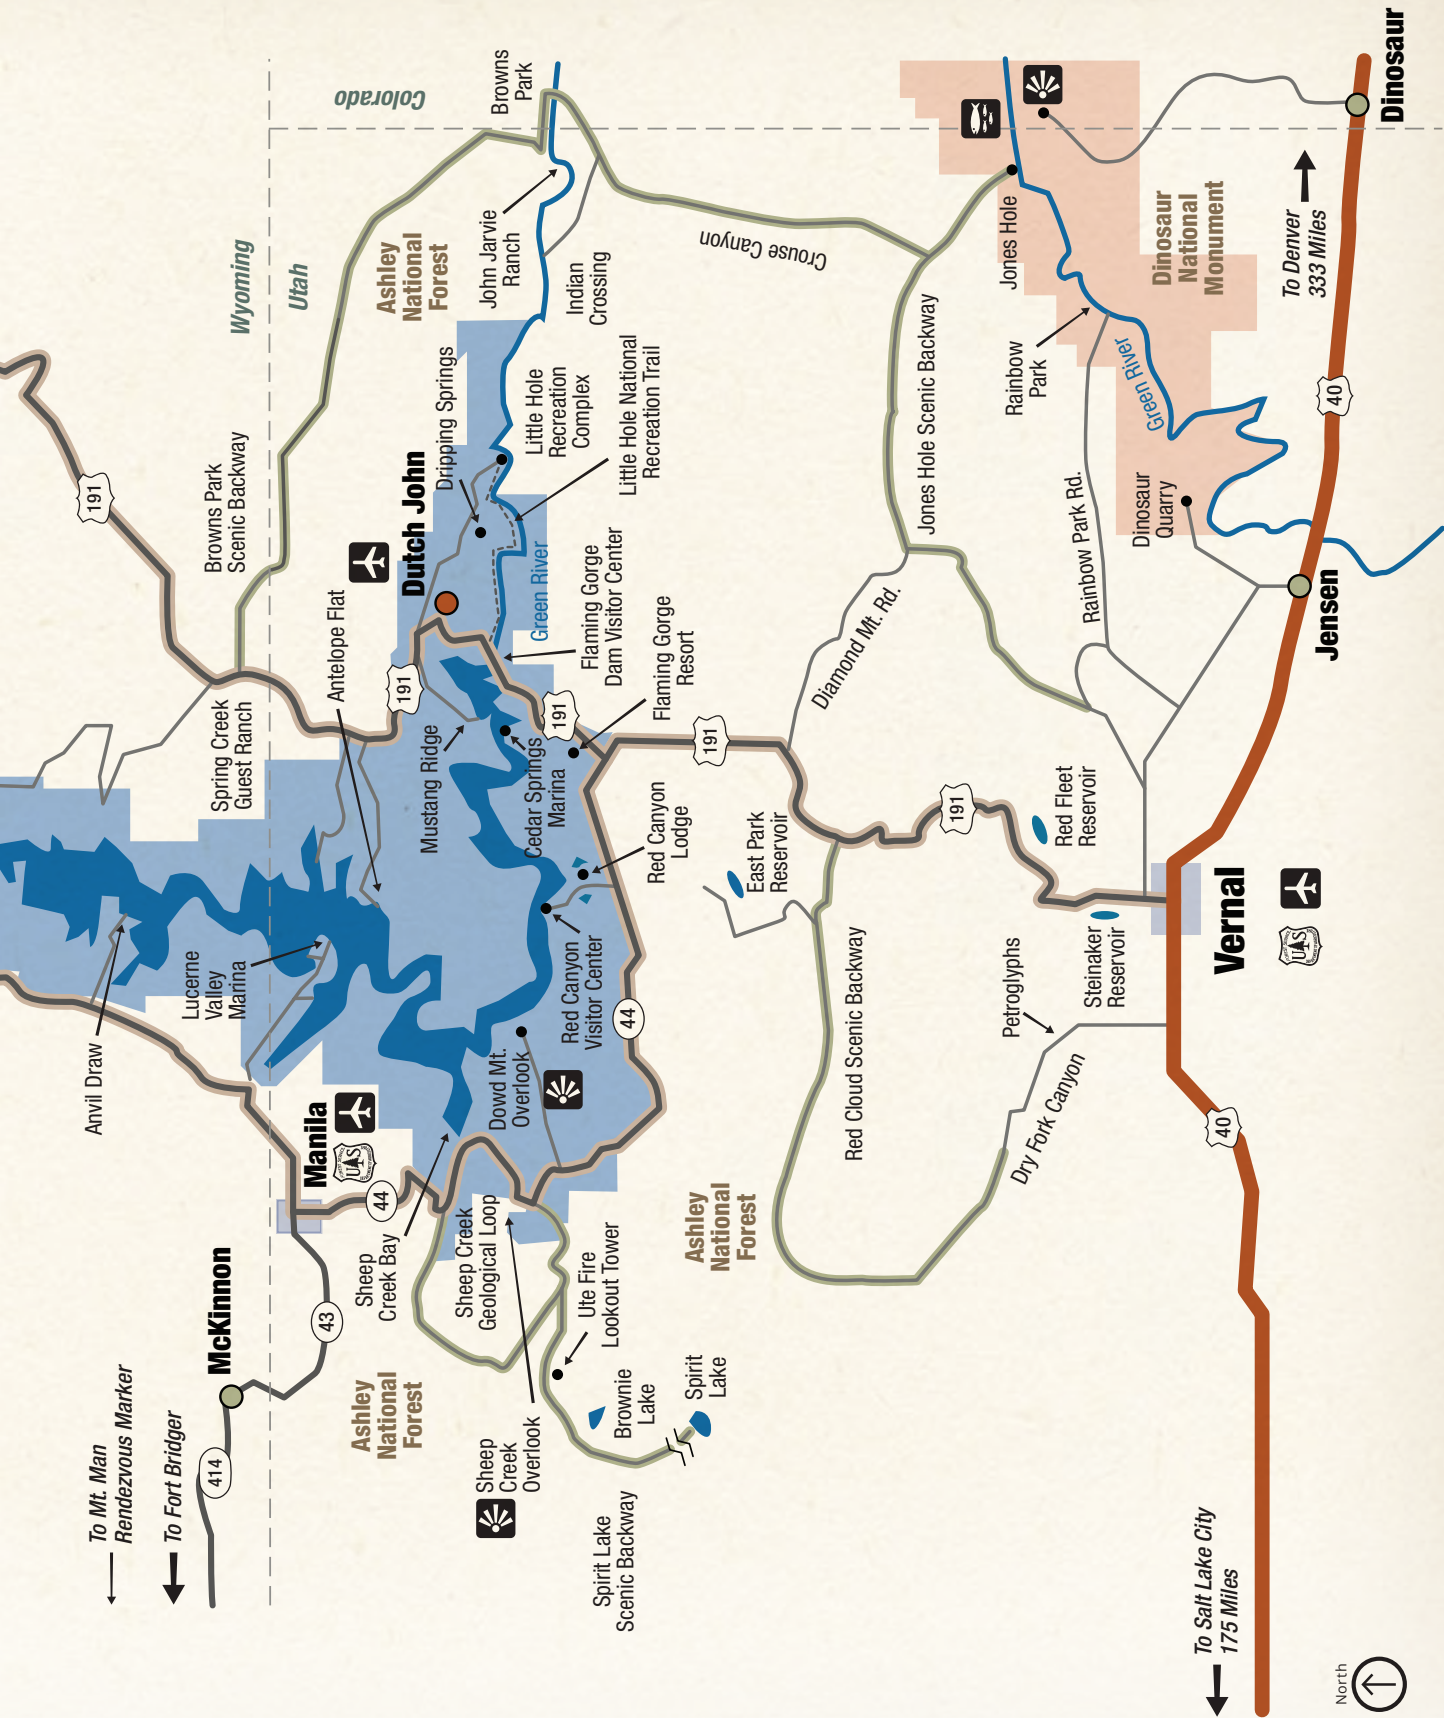 To Mt. Man
Rendezvous Marker
To Fort Bridger
414
McKinnon
43
Anvil Draw
Lucerne
Valley
Marina
Manila
44
Sheep
Creek Bay
Sheep Creek
Geological Loop
Sheep
Creek
Overlook
Ashley
National
Forest
Spirit Lake
Scenic Backway
Ute Fire
Lookout Tower
Brownie
Lake
Spirit
Lake
Dowd Mt.
Overlook
Red Canyon
Visitor Center
44
Red Canyon
Lodge
Cedar Springs
Marina
Mustang Ridge
Antelope Flat
Spring Creek
Guest Ranch
191
Browns Park
Scenic Backway
Wyoming
Utah
Colorado
191
Dutch John
Dripping Springs
Ashley
National
Forest
Browns
Park
John Jarvie
Ranch
Indian
Crossing
Little Hole
Recreation
Complex
Little Hole National
Recreation Trail
Green River
Flaming Gorge
Dam Visitor Center
191
Flaming Gorge
Resort
191
Ashley
National
Forest
East Park
Reservoir
Red Cloud Scenic Backway
Diamond Mt. Rd.
Crouse Canyon
Jones Hole Scenic Backway
Jones Hole
Rainbow
Park
Rainbow Park Rd.
Green River
Dinosaur
National
Monument
Dinosaur
Quarry
191
Red Fleet
Reservoir
Steinaker
Reservoir
Petroglyphs
Dry Fork Canyon
Vernal
40
Jensen
40
To Denver
333 Miles
Dinosaur
To Salt Lake City
175 Miles
North
UAS
UAS